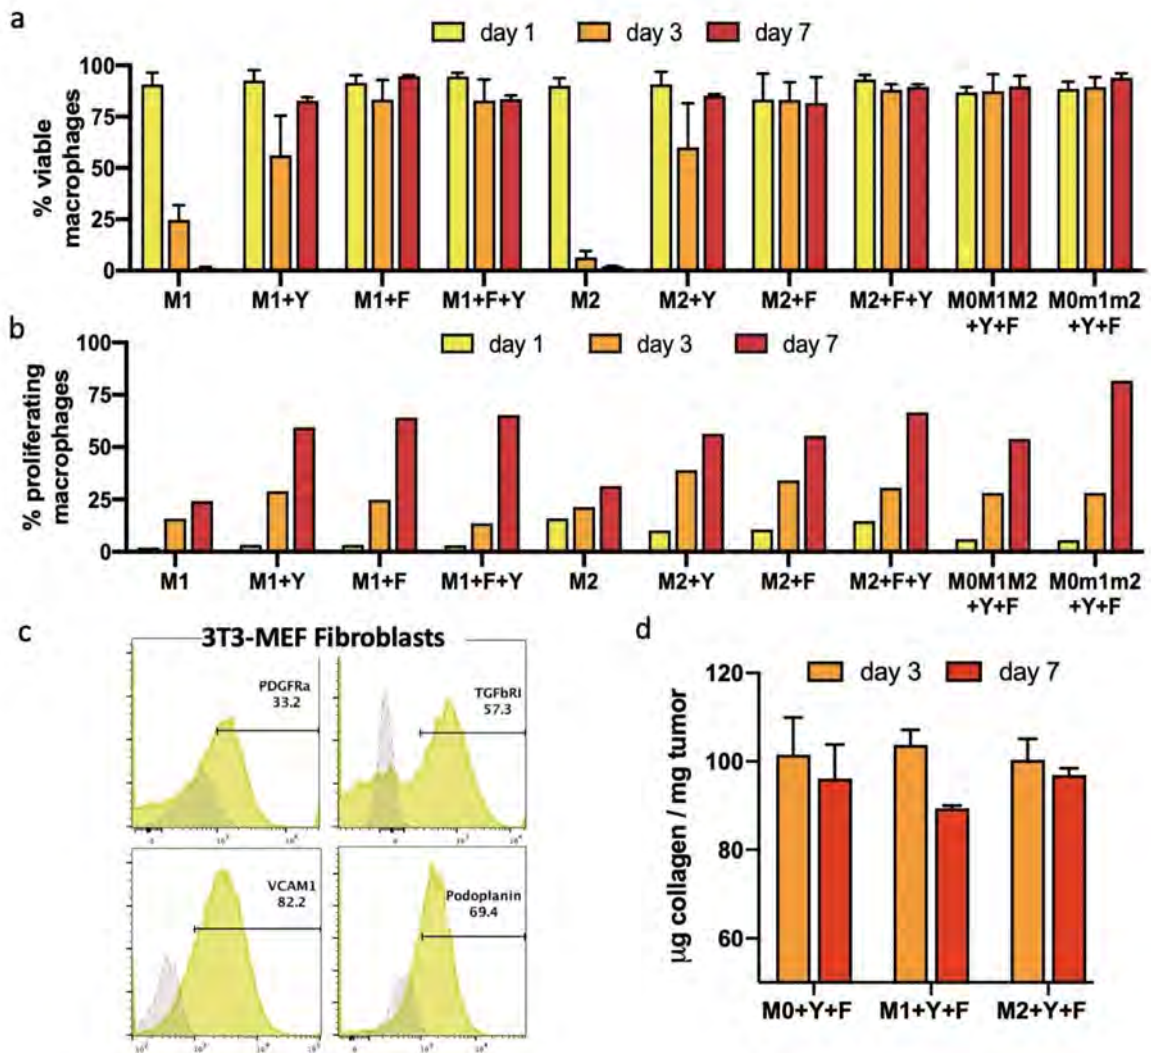 a
day 1 day 3 day 7
100
75
50
25
0
% viable
macrophages
M1 M1+Y M1+F M1+F+Y M2 M2+Y M2+F M2+F+Y M0M1M2 M0m1m2
+Y+F +Y+F
b
day 1 day 3 day 7
100
75
50
25
0
% proliferating
macrophages
M1 M1+Y M1+F M1+F+Y M2 M2+Y M2+F M2+F+Y M0M1M2 M0m1m2
+Y+F +Y+F
c
3T3-MEF Fibroblasts
PDGFRa
33.2
TGFbRI
57.3
VCAM1
82.2
Podoplanin
69.4
d
day 3 day 7
120
100
80
60
µg collagen / mg tumor
M0+Y+F M1+Y+F M2+Y+F